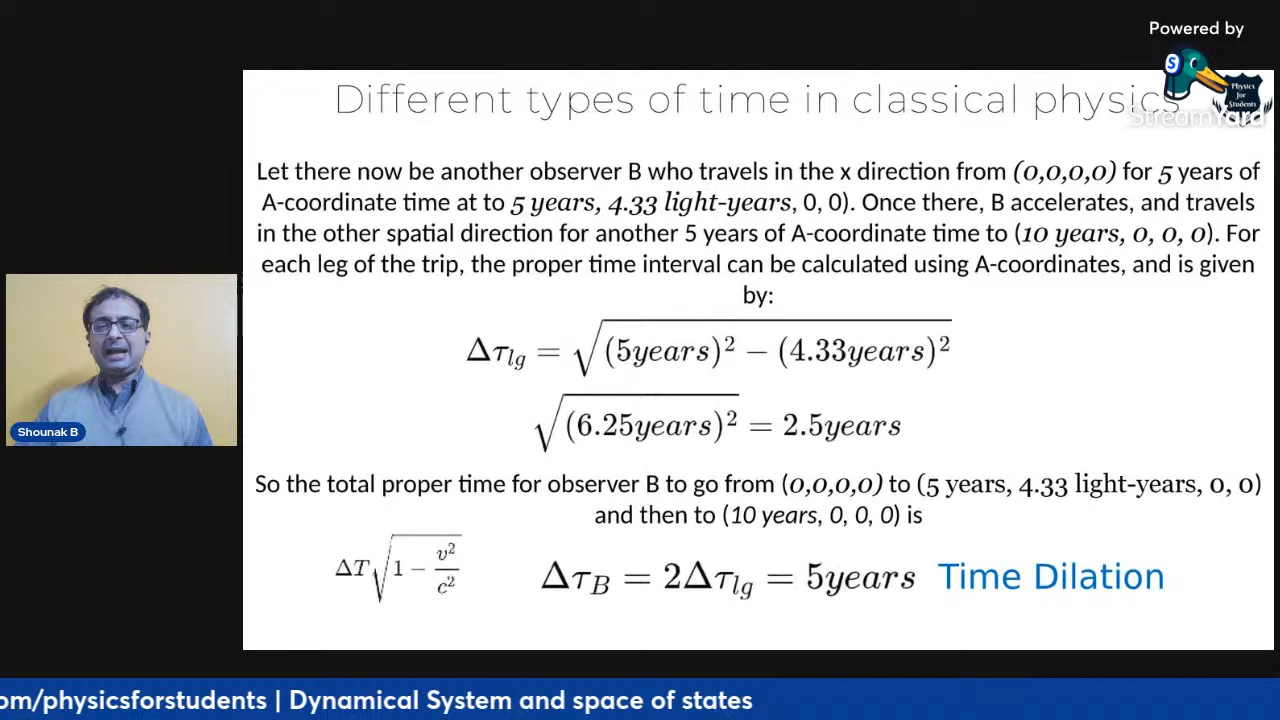 Powered by
S
Physics
for
Students
StreamYard
Different types of time in classical physics
Let there now be another observer B who travels in the x direction from (0,0,0,0) for 5 years of
A-coordinate time at to 5 years, 4.33 light-years, 0, 0). Once there, B accelerates, and travels
in the other spatial direction for another 5 years of A-coordinate time to (10 years, 0, 0, 0). For
each leg of the trip, the proper time interval can be calculated using A-coordinates, and is given
by:
Δτ_lg = √((5years)² − (4.33years)²)
√((6.25years)²) = 2.5years
So the total proper time for observer B to go from (0,0,0,0) to (5 years, 4.33 light-years, 0, 0)
and then to (10 years, 0, 0, 0) is
ΔT√(1 − v²/c²)
Δτ_B = 2Δτ_lg = 5years Time Dilation
Shounak B
om/physicsforstudents | Dynamical System and space of states